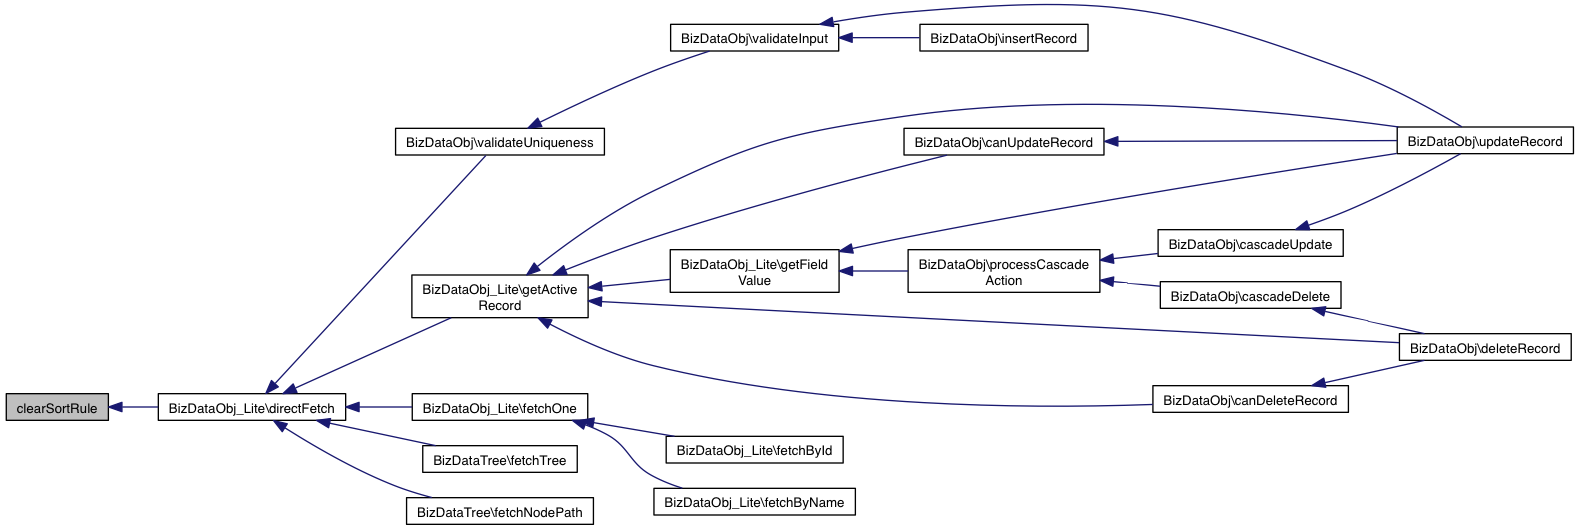 BizDataObj\validateInput
BizDataObj\insertRecord
BizDataObj\validateUniqueness
BizDataObj\canUpdateRecord
BizDataObj\updateRecord
BizDataObj_Lite\getField
Value
BizDataObj\processCascade
Action
BizDataObj\cascadeUpdate
BizDataObj_Lite\getActive
Record
BizDataObj\cascadeDelete
BizDataObj\deleteRecord
BizDataObj\canDeleteRecord
clearSortRule
BizDataObj_Lite\directFetch
BizDataObj_Lite\fetchOne
BizDataObj_Lite\fetchById
BizDataTree\fetchTree
BizDataObj_Lite\fetchByName
BizDataTree\fetchNodePath